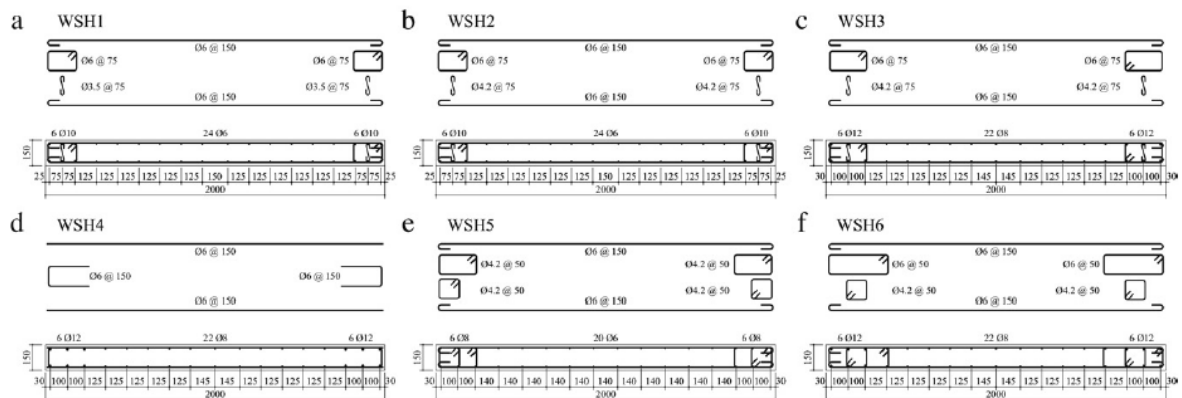 a WSH1
Ø6 @ 150
Ø6 @ 75 Ø6 @ 75
Ø3.5 @ 75 Ø3.5 @ 75
Ø6 @ 150
6 Ø10 24 Ø6 6 Ø10
150
25 75 75 125 125 125 125 125 125 150 125 125 125 125 125 125 75 75 25
2000
b WSH2
Ø6 @ 150
Ø6 @ 75 Ø6 @ 75
Ø4.2 @ 75 Ø4.2 @ 75
Ø6 @ 150
6 Ø10 24 Ø6 6 Ø10
150
25 75 75 125 125 125 125 125 125 150 125 125 125 125 125 125 75 75 25
2000
c WSH3
Ø6 @ 150
Ø6 @ 75 Ø6 @ 75
Ø4.2 @ 75 Ø4.2 @ 75
Ø6 @ 150
6 Ø12 22 Ø8 6 Ø12
150
30 100 100 125 125 125 125 125 145 145 125 125 125 125 125 100 100 30
2000
d WSH4
Ø6 @ 150
Ø6 @ 150 Ø6 @ 150
Ø6 @ 150
6 Ø12 22 Ø8 6 Ø12
150
30 100 100 125 125 125 125 125 145 145 125 125 125 125 125 100 100 30
2000
e WSH5
Ø6 @ 150
Ø4.2 @ 50 Ø4.2 @ 50
Ø4.2 @ 50 Ø4.2 @ 50
Ø6 @ 150
6 Ø8 20 Ø6 6 Ø8
150
30 100 100 140 140 140 140 140 140 140 140 140 140 140 100 100 30
2000
f WSH6
Ø6 @ 150
Ø6 @ 50 Ø6 @ 50
Ø4.2 @ 50 Ø4.2 @ 50
Ø6 @ 150
6 Ø12 22 Ø8 6 Ø12
150
30 100 100 125 125 125 125 125 145 145 125 125 125 125 125 100 100 30
2000